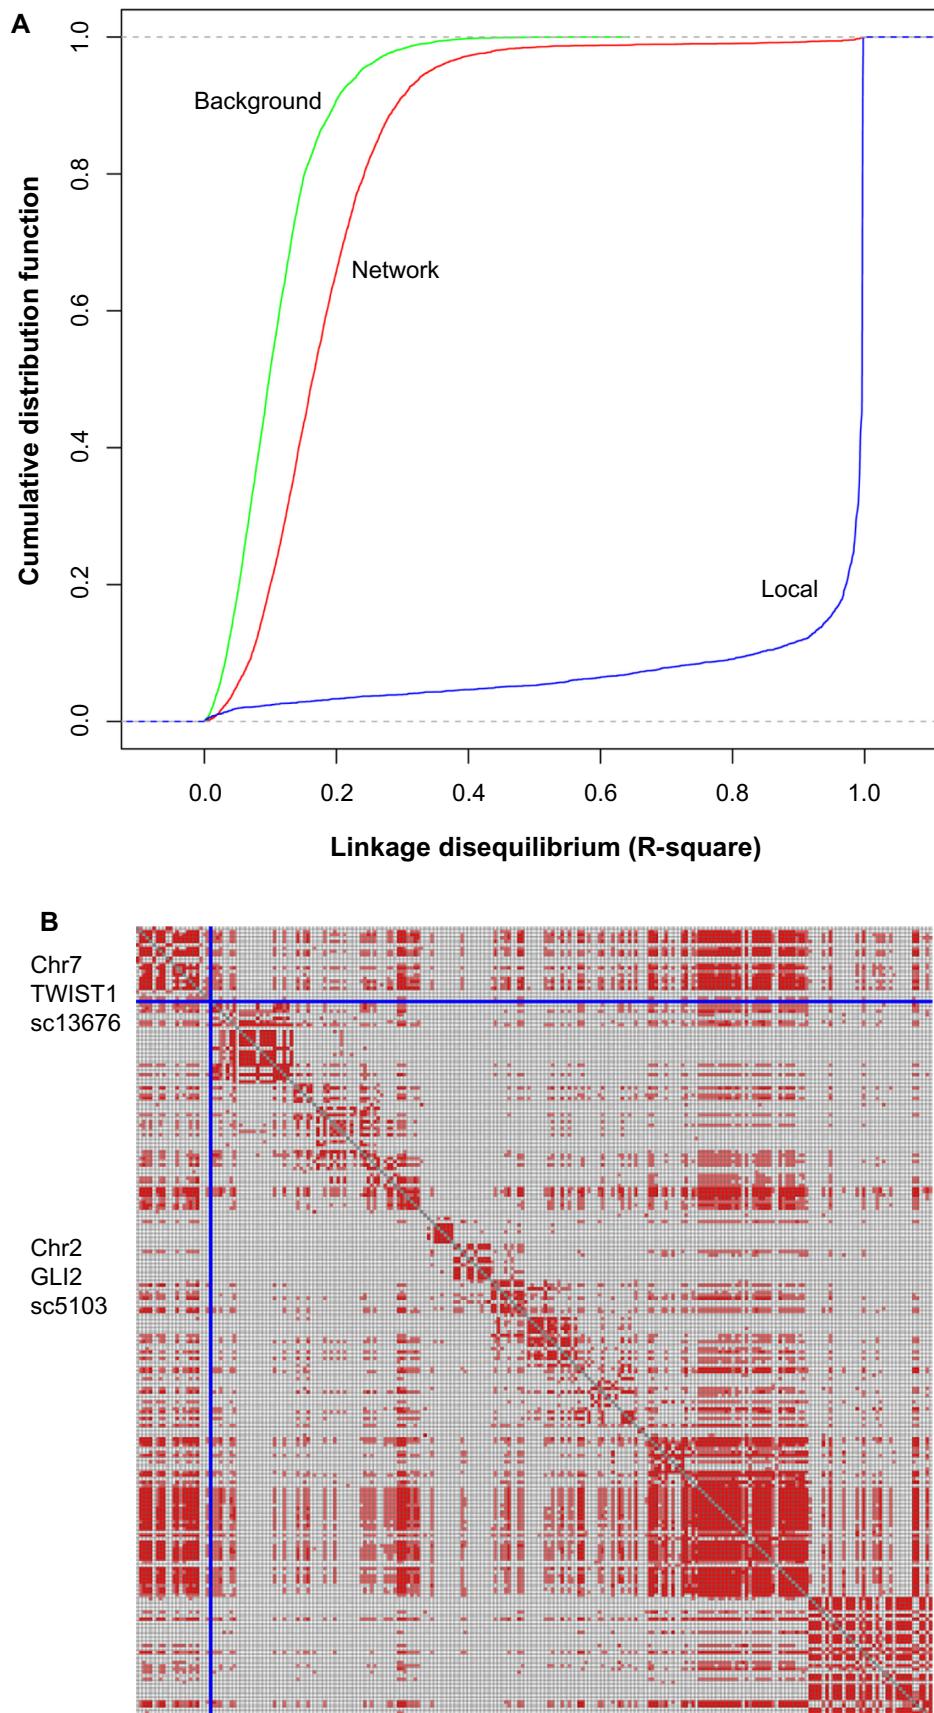 A
1.0
0.8
0.6
0.4
0.2
0.0
Cumulative distribution function
Background
Network
Local
0.0 0.2 0.4 0.6 0.8 1.0
Linkage disequilibrium (R-square)
B
Chr7
TWIST1
sc13676
Chr2
GLI2
sc5103